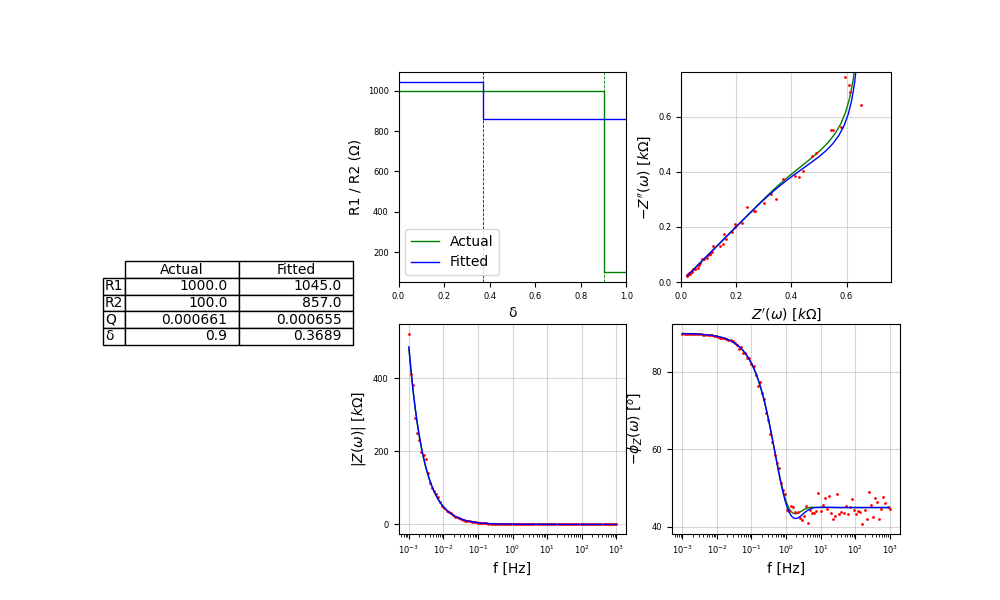 Actual Fitted
R1 1000.0 1045.0
R2 100.0 857.0
Q 0.000661 0.000655
δ 0.9 0.3689
R1 / R2 (Ω)
1000
800
600
400
200
Actual
Fitted
0.0 0.2 0.4 0.6 0.8 1.0
δ
−Z″(ω) [kΩ]
0.6
0.4
0.2
0.0
0.0 0.2 0.4 0.6
Z′(ω) [kΩ]
|Z(ω)| [kΩ]
400
200
0
10⁻³ 10⁻² 10⁻¹ 10⁰ 10¹ 10² 10³
f [Hz]
−ϕZ(ω) [o]
80
60
40
10⁻³ 10⁻² 10⁻¹ 10⁰ 10¹ 10² 10³
f [Hz]